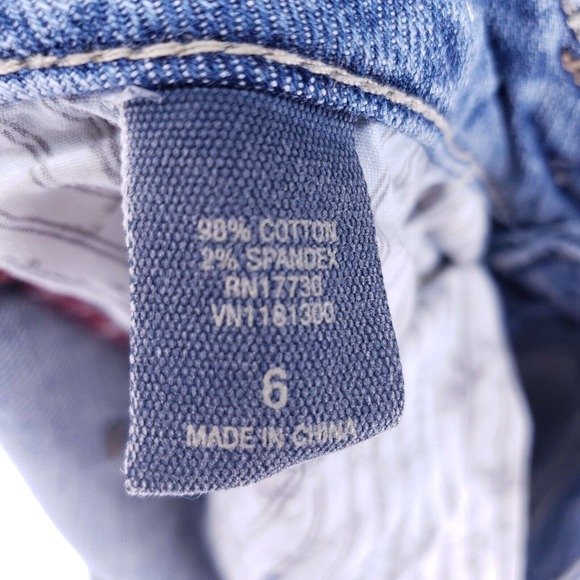 98% COTTON
2% SPANDEX
RN17730
VN1181300
6
MADE IN CHINA